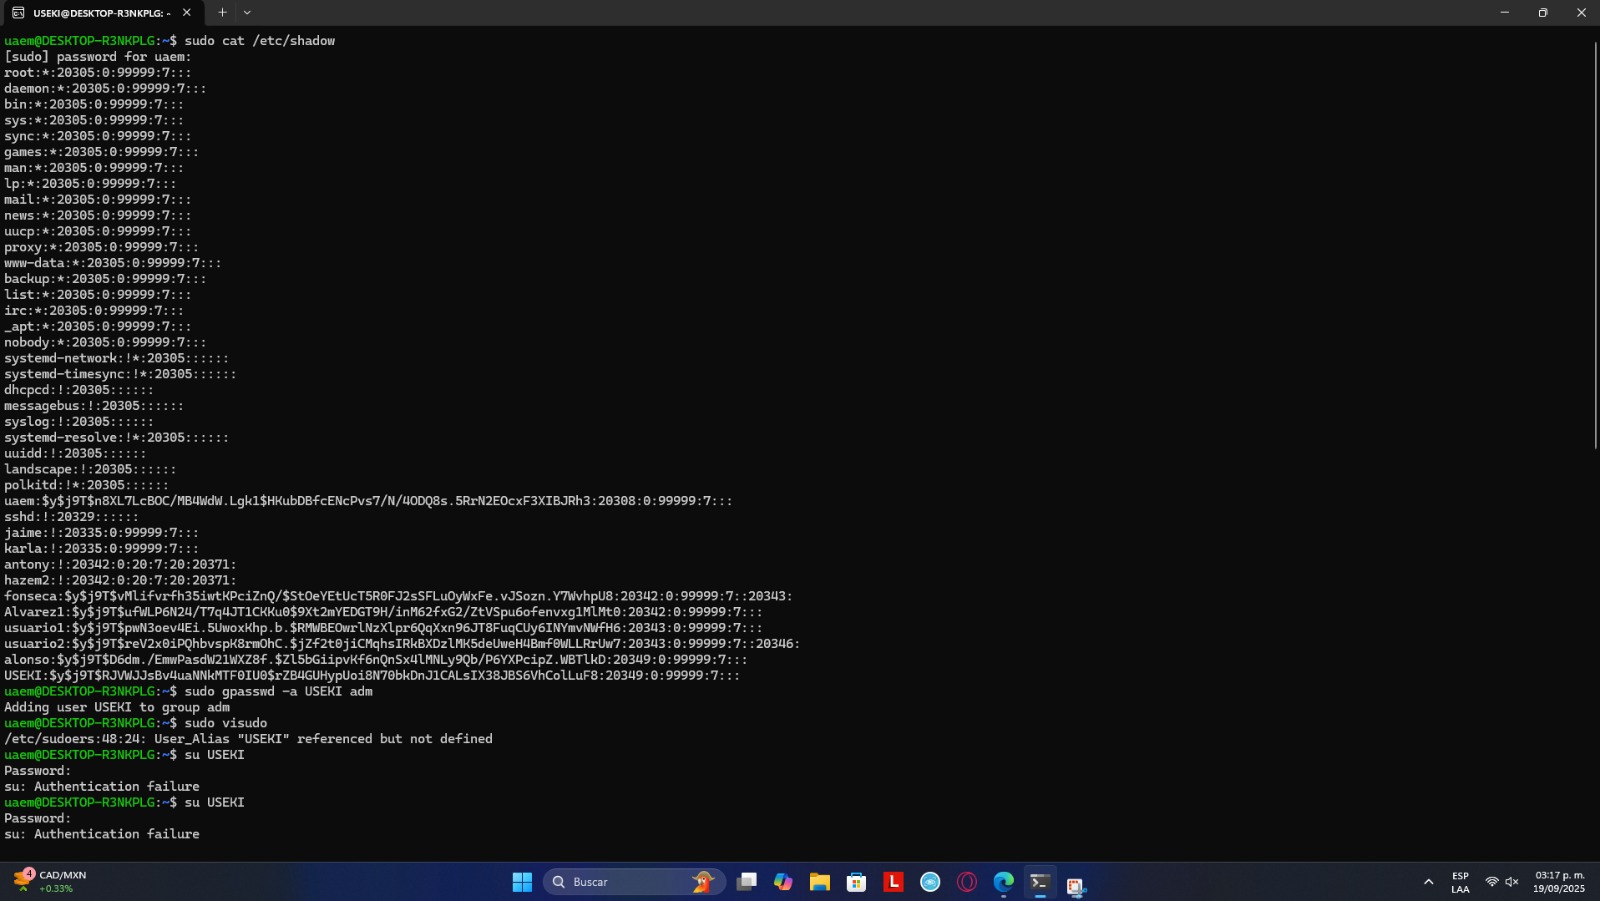 USEKI@DESKTOP-R3NKPLG: ~
uaem@DESKTOP-R3NKPLG:~$ sudo cat /etc/shadow
[sudo] password for uaem:
root:*:20305:0:99999:7:::
daemon:*:20305:0:99999:7:::
bin:*:20305:0:99999:7:::
sys:*:20305:0:99999:7:::
sync:*:20305:0:99999:7:::
games:*:20305:0:99999:7:::
man:*:20305:0:99999:7:::
lp:*:20305:0:99999:7:::
mail:*:20305:0:99999:7:::
news:*:20305:0:99999:7:::
uucp:*:20305:0:99999:7:::
proxy:*:20305:0:99999:7:::
www-data:*:20305:0:99999:7:::
backup:*:20305:0:99999:7:::
list:*:20305:0:99999:7:::
irc:*:20305:0:99999:7:::
_apt:*:20305:0:99999:7:::
nobody:*:20305:0:99999:7:::
systemd-network:!*:20305::::::
systemd-timesync:!*:20305::::::
dhcpcd:!:20305::::::
messagebus:!:20305::::::
syslog:!:20305::::::
systemd-resolve:!*:20305::::::
uuidd:!:20305::::::
landscape:!:20305::::::
polkitd:!*:20305::::::
uaem:$y$j9T$n8XL7LcBOC/MB4WdW.Lgk1$HKubDBfcENcPvs7/N/4ODQ8s.5RrN2EOcxF3XIBJRh3:20308:0:99999:7:::
sshd:!:20329::::::
jaime:!:20335:0:99999:7:::
karla:!:20335:0:99999:7:::
antony:!:20342:0:20:7:20:20371:
hazem2:!:20342:0:20:7:20:20371:
fonseca:$y$j9T$vMlifvrfh35iwtKPciZnQ/$StOeYEtUcT5R0FJ2sSFLuOyWxFe.vJSozn.Y7WvhpU8:20342:0:99999:7::20343:
Alvarez1:$y$j9T$ufWLP6N24/T7q4JT1CKKu0$9Xt2mYEDGT9H/inM62fxG2/ZtVSpu6ofenvxg1MlMt0:20342:0:99999:7:::
usuario1:$y$j9T$pwN3oev4Ei.5UwoxKhp.b.$RMWBEOwrlNzXlpr6QqXxn96JT8FuqCUy6INYmvNWfH6:20343:0:99999:7:::
usuario2:$y$j9T$reV2x0iPQhbvspK8rmOhC.$jZf2t0jiCMqhsIRkBXDzlMK5deUweH4Bmf0WLLRrUw7:20343:0:99999:7::20346:
alonso:$y$j9T$D6dm./EmwPasdW21WXZ8f.$Zl5bGiipvKf6nQnSx4lMNLy9Qb/P6YXPcipZ.WBTlkD:20349:0:99999:7:::
USEKI:$y$j9T$RJVWJJsBv4uaNNkMTF0IU0$rZB4GUHypUoi8N70bkDnJ1CALsIX38JBS6VhColLuF8:20349:0:99999:7:::
uaem@DESKTOP-R3NKPLG:~$ sudo gpasswd -a USEKI adm
Adding user USEKI to group adm
uaem@DESKTOP-R3NKPLG:~$ sudo visudo
/etc/sudoers:48:24: User_Alias "USEKI" referenced but not defined
uaem@DESKTOP-R3NKPLG:~$ su USEKI
Password:
su: Authentication failure
uaem@DESKTOP-R3NKPLG:~$ su USEKI
Password:
su: Authentication failure
4
CAD/MXN
+0.33%
Buscar
L
ESP
LAA
03:17 p. m.
19/09/2025